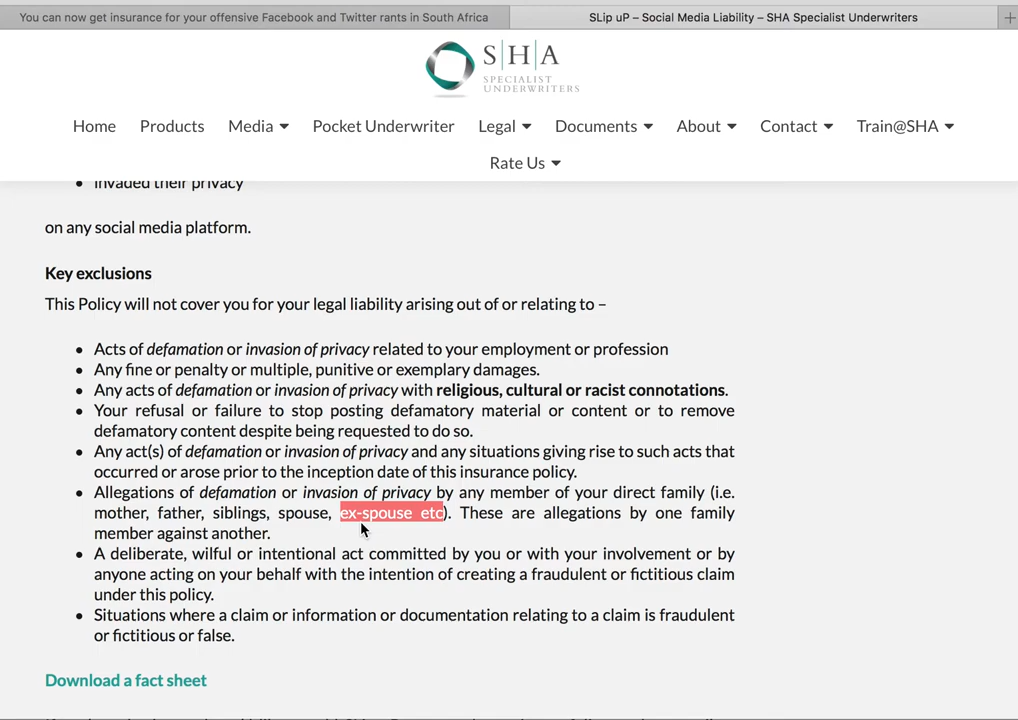 You can now get insurance for your offensive Facebook and Twitter rants in South Africa
SLip uP – Social Media Liability – SHA Specialist Underwriters
S|H|A
SPECIALIST
UNDERWRITERS
Home Products Media Pocket Underwriter Legal Documents About Contact Train@SHA
Rate Us
invaded their privacy
on any social media platform.
Key exclusions
This Policy will not cover you for your legal liability arising out of or relating to –
• Acts of defamation or invasion of privacy related to your employment or profession
• Any fine or penalty or multiple, punitive or exemplary damages.
• Any acts of defamation or invasion of privacy with religious, cultural or racist connotations.
• Your refusal or failure to stop posting defamatory material or content or to remove
defamatory content despite being requested to do so.
• Any act(s) of defamation or invasion of privacy and any situations giving rise to such acts that
occurred or arose prior to the inception date of this insurance policy.
• Allegations of defamation or invasion of privacy by any member of your direct family (i.e.
mother, father, siblings, spouse, ex-spouse etc). These are allegations by one family
member against another.
• A deliberate, wilful or intentional act committed by you or with your involvement or by
anyone acting on your behalf with the intention of creating a fraudulent or fictitious claim
under this policy.
• Situations where a claim or information or documentation relating to a claim is fraudulent
or fictitious or false.
Download a fact sheet